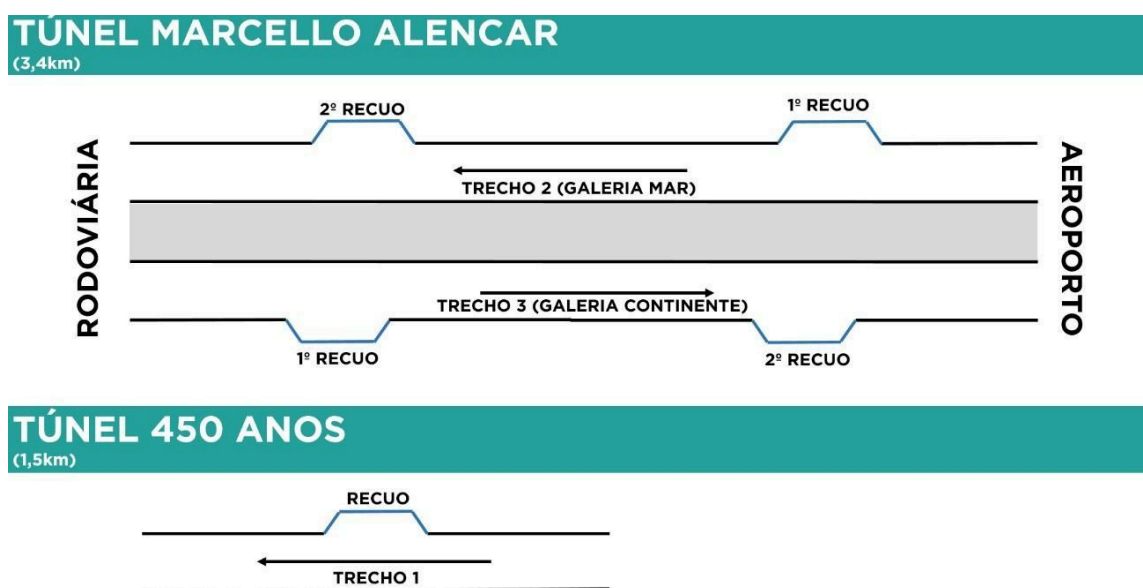 TÚNEL MARCELLO ALENCAR
(3,4km)
2º RECUO
1º RECUO
RODOVIÁRIA
AEROPORTO
TRECHO 2 (GALERIA MAR)
TRECHO 3 (GALERIA CONTINENTE)
1º RECUO
2º RECUO
TÚNEL 450 ANOS
(1,5km)
RECUO
TRECHO 1